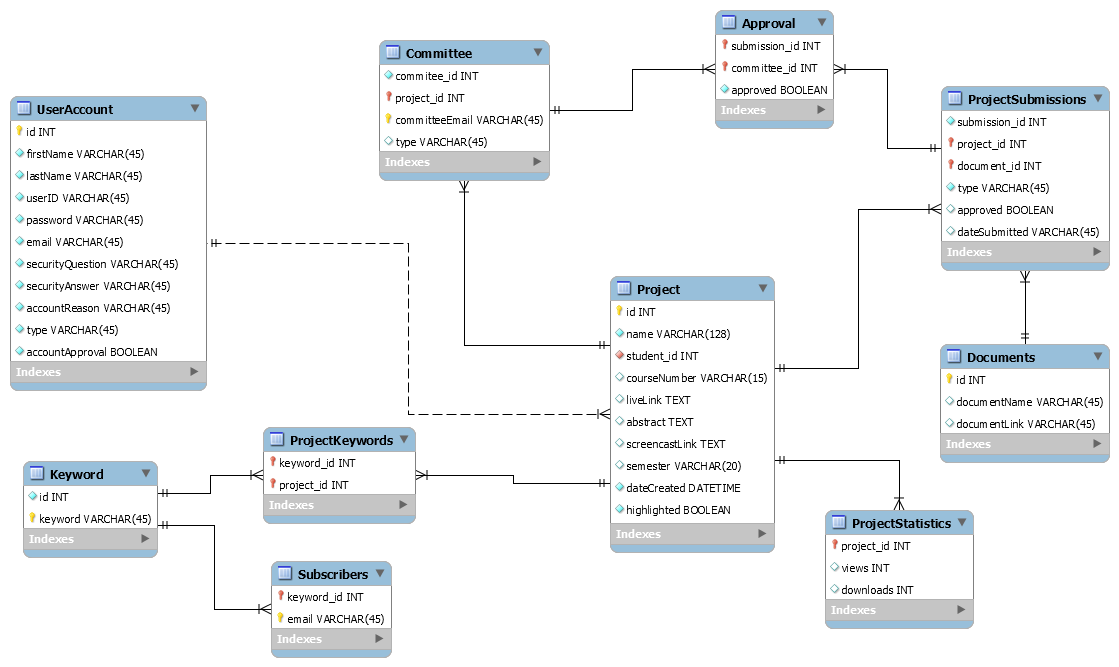 Approval
submission_id INT
committee_id INT
approved BOOLEAN
Indexes
Committee
commitee_id INT
project_id INT
committeeEmail VARCHAR(45)
type VARCHAR(45)
Indexes
ProjectSubmissions
submission_id INT
project_id INT
document_id INT
type VARCHAR(45)
approved BOOLEAN
dateSubmitted VARCHAR(45)
Indexes
UserAccount
id INT
firstName VARCHAR(45)
lastName VARCHAR(45)
userID VARCHAR(45)
password VARCHAR(45)
email VARCHAR(45)
securityQuestion VARCHAR(45)
securityAnswer VARCHAR(45)
accountReason VARCHAR(45)
type VARCHAR(45)
accountApproval BOOLEAN
Indexes
Project
id INT
name VARCHAR(128)
student_id INT
courseNumber VARCHAR(15)
liveLink TEXT
abstract TEXT
screencastLink TEXT
semester VARCHAR(20)
dateCreated DATETIME
highlighted BOOLEAN
Indexes
Documents
id INT
documentName VARCHAR(45)
documentLink VARCHAR(45)
Indexes
ProjectKeywords
keyword_id INT
project_id INT
Indexes
Keyword
id INT
keyword VARCHAR(45)
Indexes
ProjectStatistics
project_id INT
views INT
downloads INT
Indexes
Subscribers
keyword_id INT
email VARCHAR(45)
Indexes